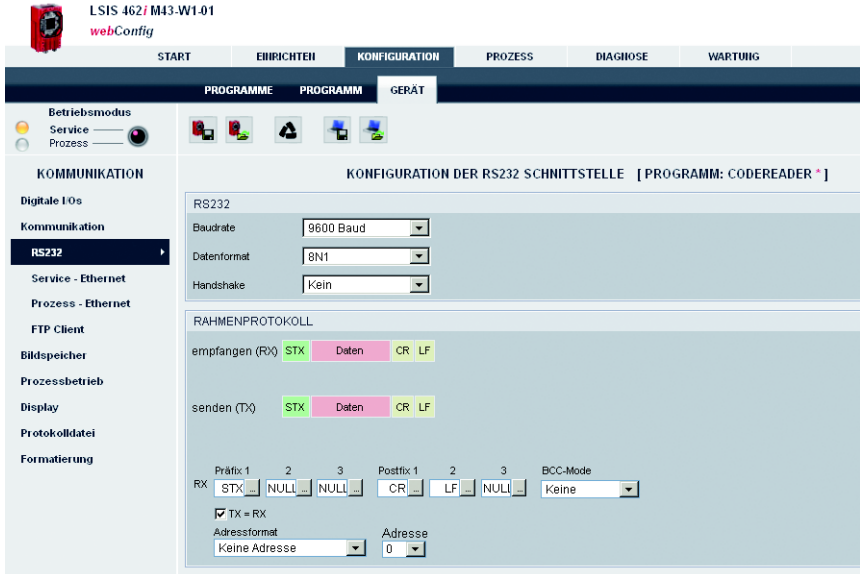 LSIS 462i M43-W1-01
webConfig
START EINRICHTEN KONFIGURATION PROZESS DIAGNOSE WARTUNG
PROGRAMME PROGRAMM GERÄT
Betriebsmodus
Service
Prozess
KOMMUNIKATION
KONFIGURATION DER RS232 SCHNITTSTELLE [ PROGRAMM: CODEREADER * ]
Digitale I/Os
Kommunikation
RS232
Service - Ethernet
Prozess - Ethernet
FTP Client
Bildspeicher
Prozessbetrieb
Display
Protokolldatei
Formatierung
RS232
Baudrate 9600 Baud
Datenformat 8N1
Handshake Kein
RAHMENPROTOKOLL
empfangen (RX) STX Daten CR LF
senden (TX) STX Daten CR LF
Präfix 1 2 3 Postfix 1 2 3 BCC-Mode
RX STX ... NULL ... NULL ... CR ... LF ... NULL ... Keine
TX = RX
Adressformat Adresse
Keine Adresse 0